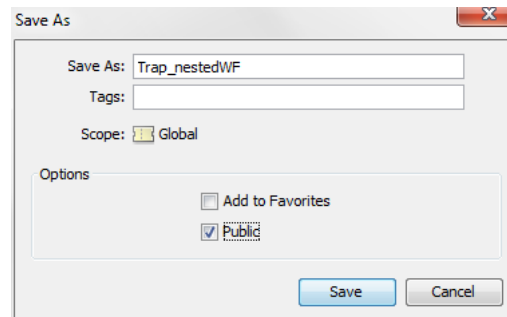 Save As
Save As: Trap_nestedWF
Tags:
Scope: Global
Options
Add to Favorites
Public
Save Cancel